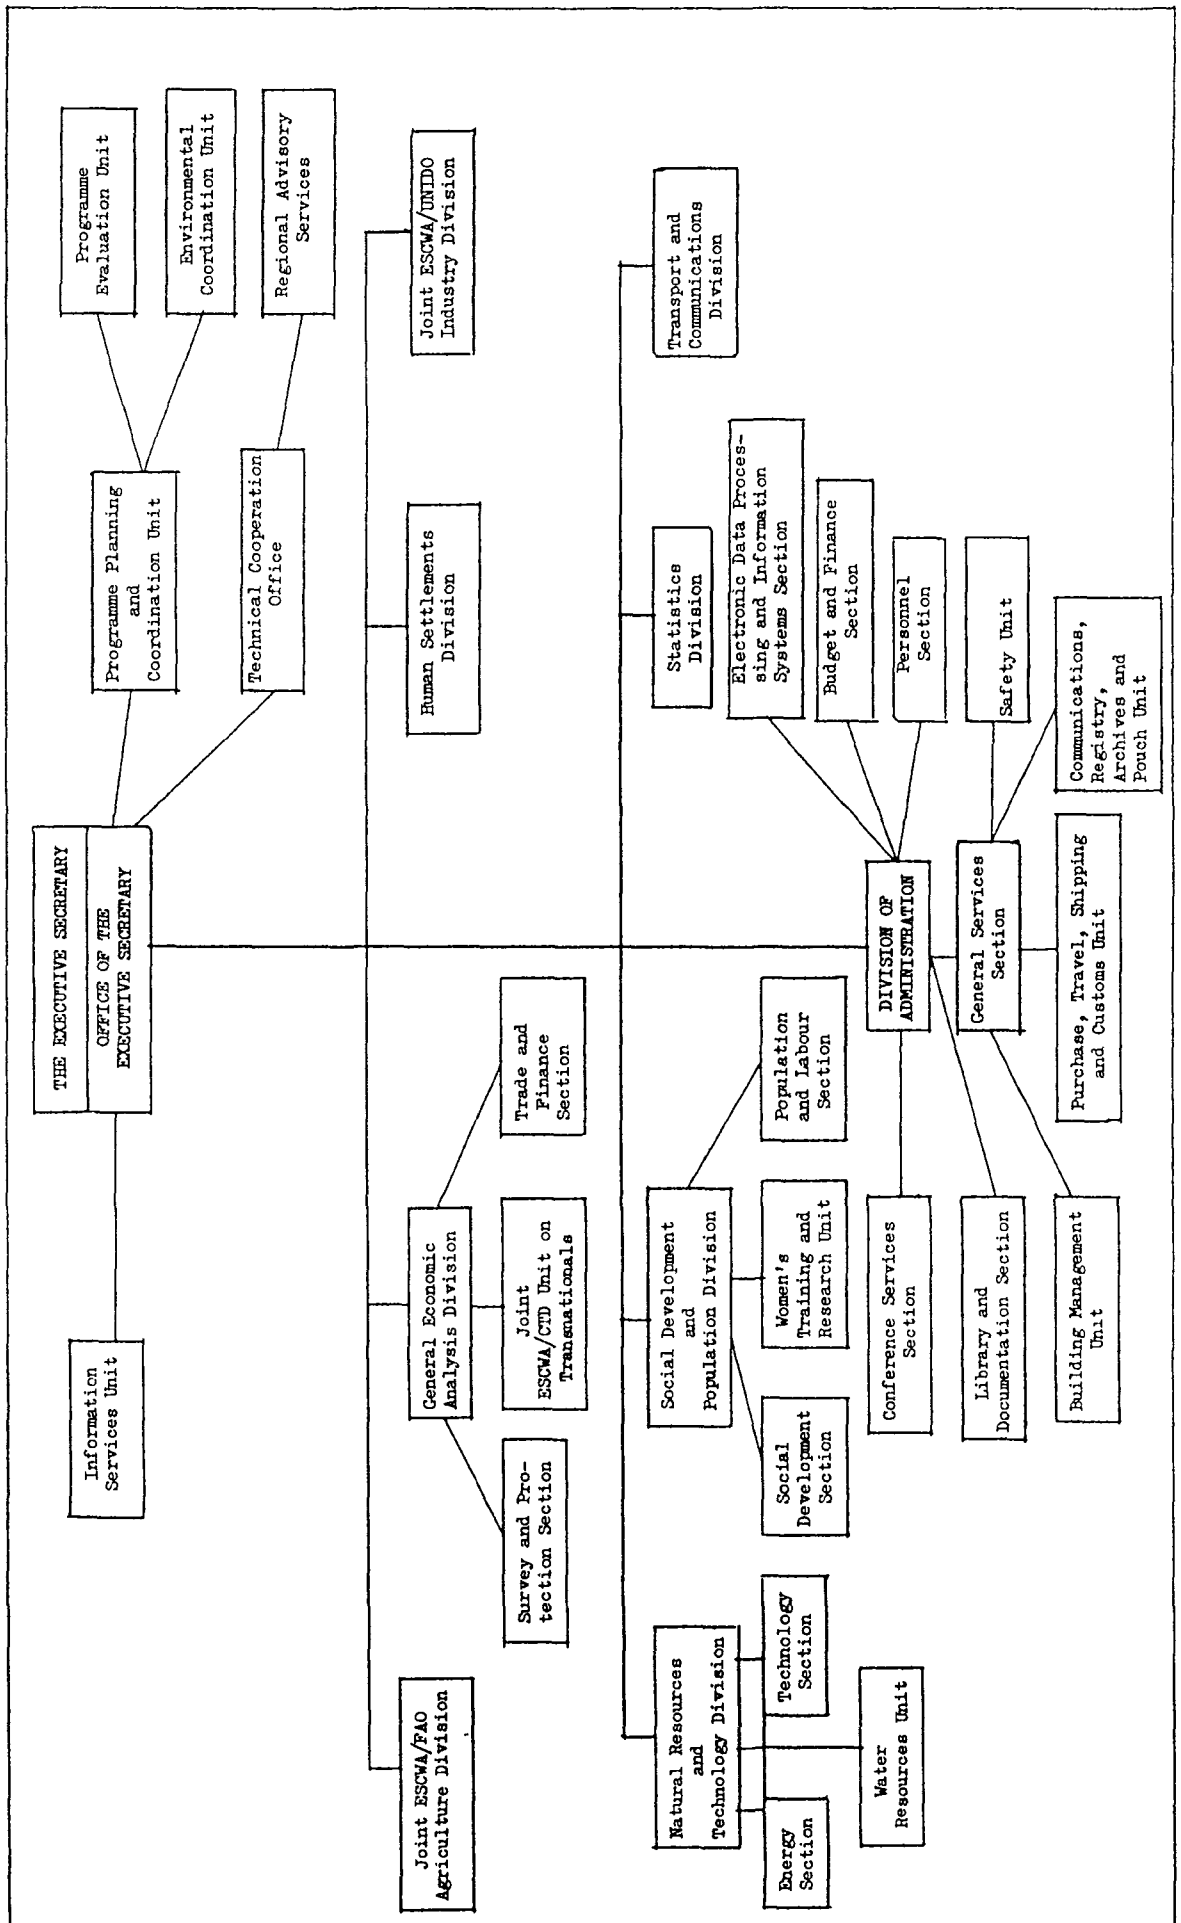 THE EXECUTIVE SECRETARY
OFFICE OF THE
EXECUTIVE SECRETARY
Information
Services Unit
Programme Planning
and
Coordination Unit
Programme
Evaluation Unit
Environmental
Coordination Unit
Technical Cooperation
Office
Regional Advisory
Services
Joint ESCWA/FAO
Agriculture Division
General Economic
Analysis Division
Human Settlements
Division
Joint ESCWA/UNIDO
Industry Division
Survey and Pro-
tection Section
Joint
ESCWA/CTD Unit on
Transnationals
Trade and
Finance
Section
Natural Resources
and
Technology Division
Social Development
and
Population Division
Statistics
Division
Transport and
Communications
Division
Energy
Section
Technology
Section
Water
Resources Unit
Social
Development
Section
Women's
Training and
Research Unit
Population
and Labour
Section
Electronic Data Proces-
sing and Information
Systems Section
Budget and Finance
Section
Personnel
Section
DIVISION OF
ADMINISTRATION
Conference Services
Section
Library and
Documentation Section
General Services
Section
Safety Unit
Building Management
Unit
Purchase, Travel, Shipping
and Customs Unit
Communications,
Registry,
Archives and
Pouch Unit